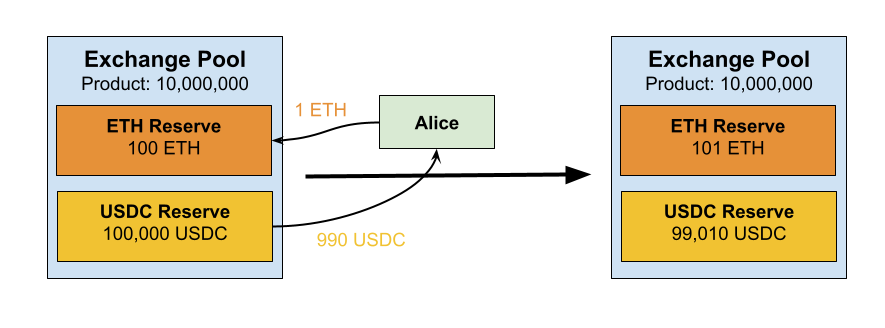 Exchange Pool
Product: 10,000,000
ETH Reserve
100 ETH
USDC Reserve
100,000 USDC
1 ETH
Alice
990 USDC
Exchange Pool
Product: 10,000,000
ETH Reserve
101 ETH
USDC Reserve
99,010 USDC